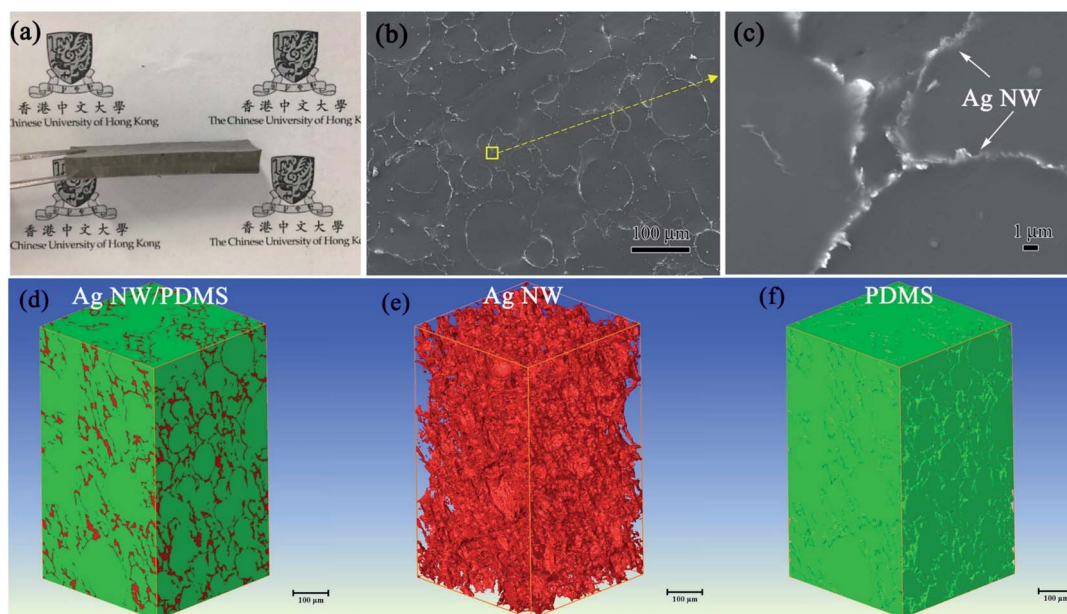 (a)
香港中文大學
Chinese University of Hong Kong
香港中文大學
The Chinese University of Hong Kong
香港中文大學
Chinese University of Hong Kong
香港中文大學
The Chinese University of Hong
(b)
100 μm
(c)
Ag NW
1 μm
(d)
Ag NW/PDMS
100 μm
(e)
Ag NW
100 μm
(f)
PDMS
100 μm